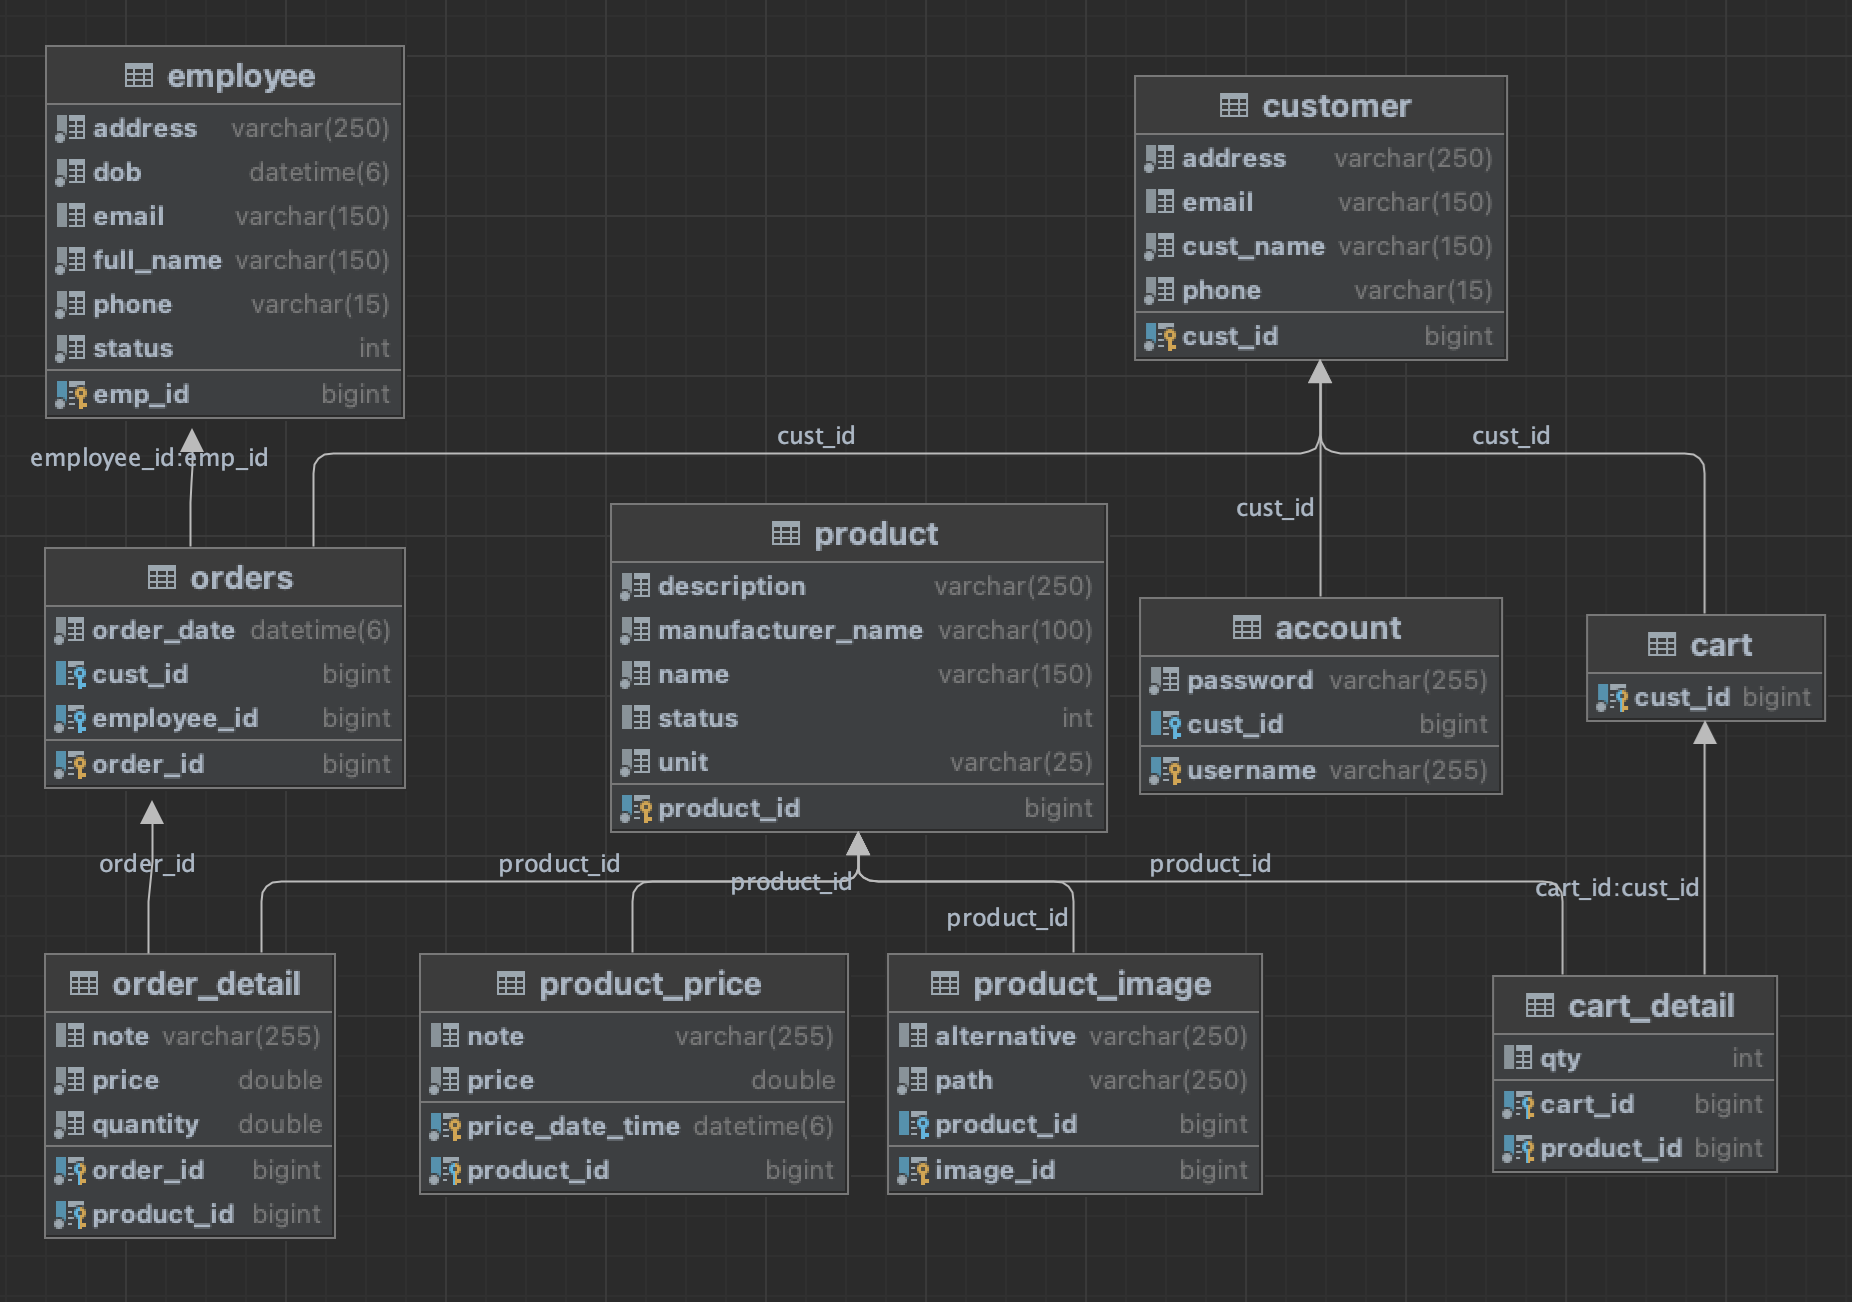 employee
address varchar(250)
dob datetime(6)
email varchar(150)
full_name varchar(150)
phone varchar(15)
status int
emp_id bigint
customer
address varchar(250)
email varchar(150)
cust_name varchar(150)
phone varchar(15)
cust_id bigint
employee_id:emp_id
cust_id
cust_id
cust_id
orders
order_date datetime(6)
cust_id bigint
employee_id bigint
order_id bigint
product
description varchar(250)
manufacturer_name varchar(100)
name varchar(150)
status int
unit varchar(25)
product_id bigint
account
password varchar(255)
cust_id bigint
username varchar(255)
cart
cust_id bigint
order_id
product_id
product_id
product_id
product_id
cart_id:cust_id
order_detail
note varchar(255)
price double
quantity double
order_id bigint
product_id bigint
product_price
note varchar(255)
price double
price_date_time datetime(6)
product_id bigint
product_image
alternative varchar(250)
path varchar(250)
product_id bigint
image_id bigint
cart_detail
qty int
cart_id bigint
product_id bigint